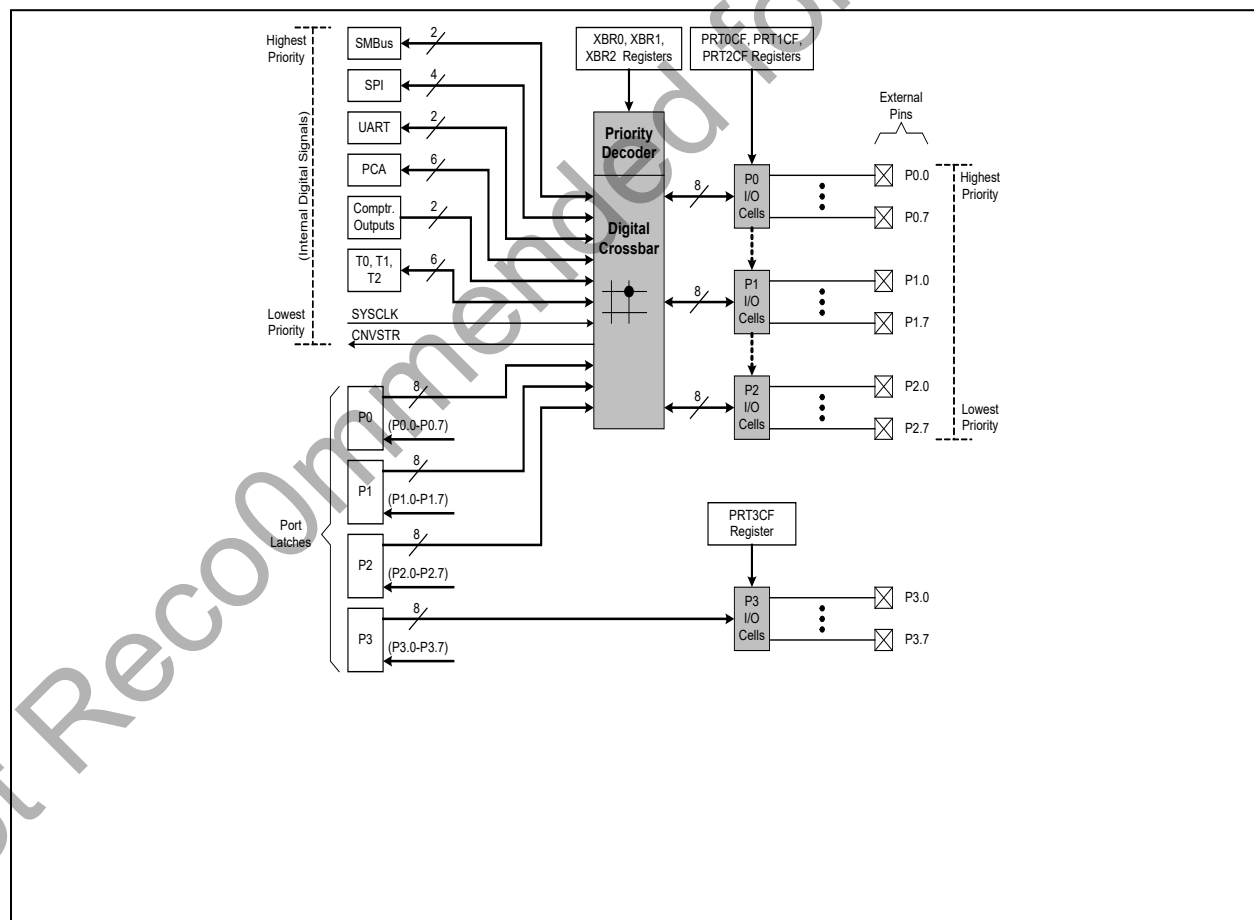 Highest
Priority
(Internal Digital Signals)
Lowest
Priority
SMBus
2
SPI
4
UART
2
PCA
6
Comptr.
Outputs
2
T0, T1,
T2
6
SYSCLK
CNVSTR
XBR0, XBR1,
XBR2 Registers
PRT0CF, PRT1CF,
PRT2CF Registers
Priority
Decoder
Digital
Crossbar
8
P0
I/O
Cells
8
P1
I/O
Cells
8
P2
I/O
Cells
External
Pins
P0.0
P0.7
P1.0
P1.7
P2.0
P2.7
Highest
Priority
Lowest
Priority
Port
Latches
P0
8
(P0.0-P0.7)
P1
8
(P1.0-P1.7)
P2
8
(P2.0-P2.7)
P3
8
(P3.0-P3.7)
PRT3CF
Register
P3
I/O
Cells
P3.0
P3.7
Reco0mmended